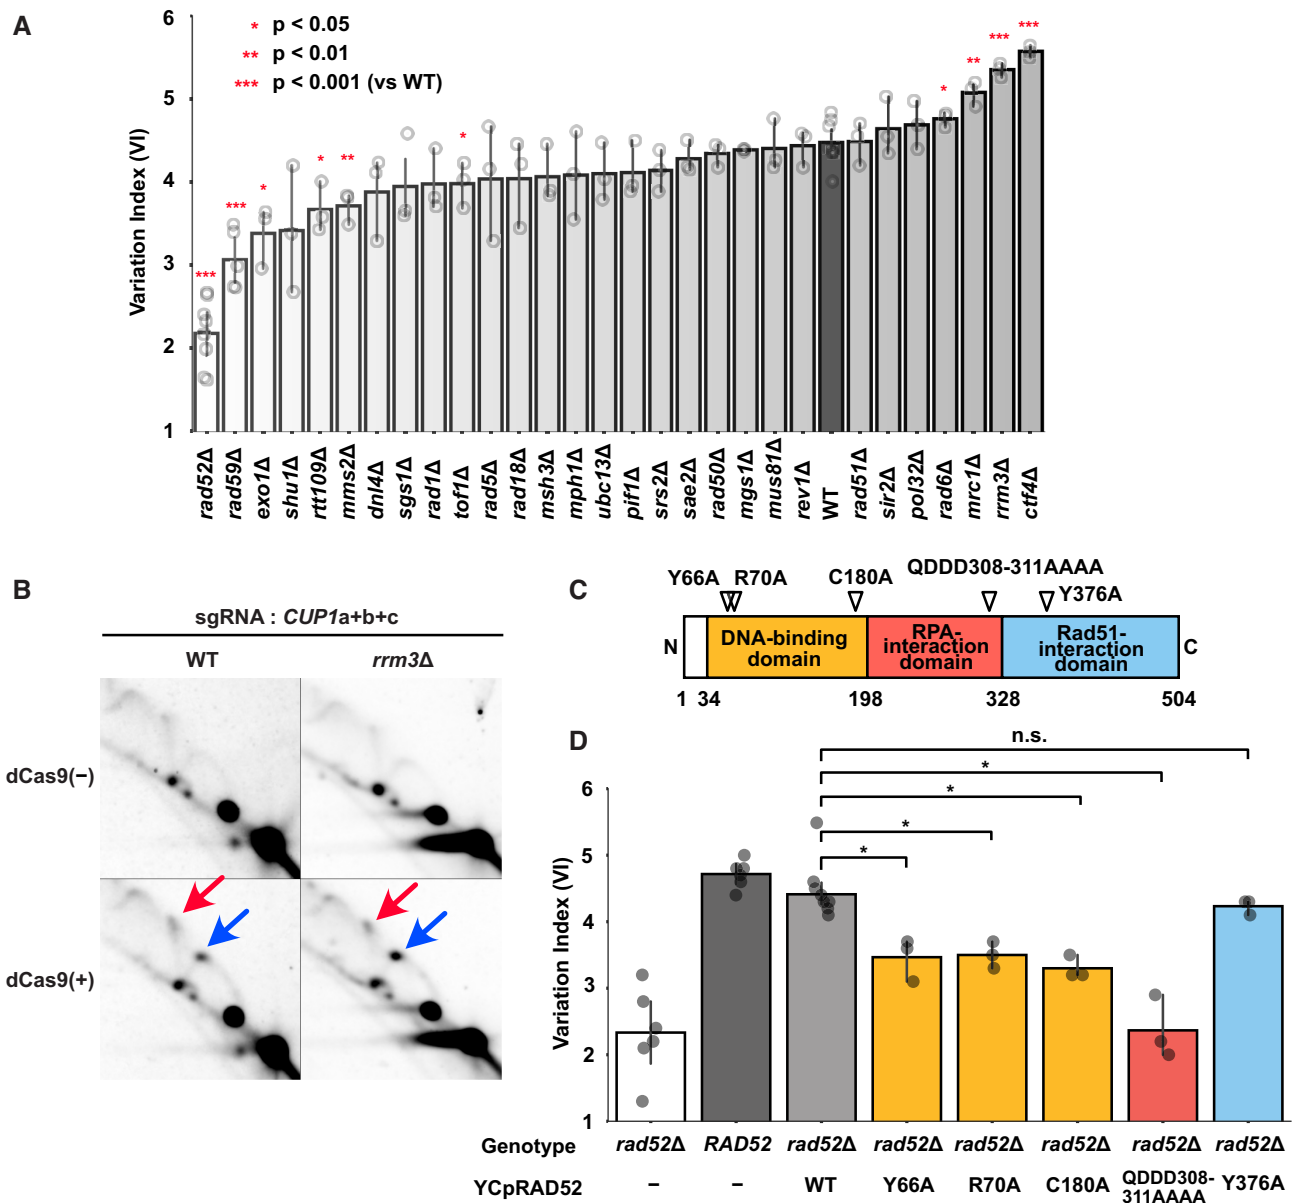 A
* p < 0.05
** p < 0.01
*** p < 0.001 (vs WT)
Variation Index (VI)
6
5
4
3
2
1
***
***
*
*
**
*
*
**
***
***
rad52Δ
rad59Δ
exo1Δ
shu1Δ
rtt109Δ
mms2Δ
dnl4Δ
sgs1Δ
rad1Δ
tof1Δ
rad5Δ
rad18Δ
msh3Δ
mph1Δ
ubc13Δ
pif1Δ
srs2Δ
sae2Δ
rad50Δ
mgs1Δ
mus81Δ
rev1Δ
WT
rad51Δ
sir2Δ
pol32Δ
rad6Δ
mrc1Δ
rrm3Δ
ctf4Δ
B
sgRNA : CUP1a+b+c
WT rrm3Δ
dCas9(−)
dCas9(+)
C
Y66A R70A C180A QDDD308-311AAAA Y376A
N
DNA-binding
domain
RPA-
interaction
domain
Rad51-
interaction
domain
C
1 34 198 328 504
D
n.s.
*
*
*
*
Variation Index (VI)
6
5
4
3
2
1
Genotype rad52Δ RAD52 rad52Δ rad52Δ rad52Δ rad52Δ rad52Δ rad52Δ
YCpRAD52 − − WT Y66A R70A C180A QDDD308-
311AAAA Y376A